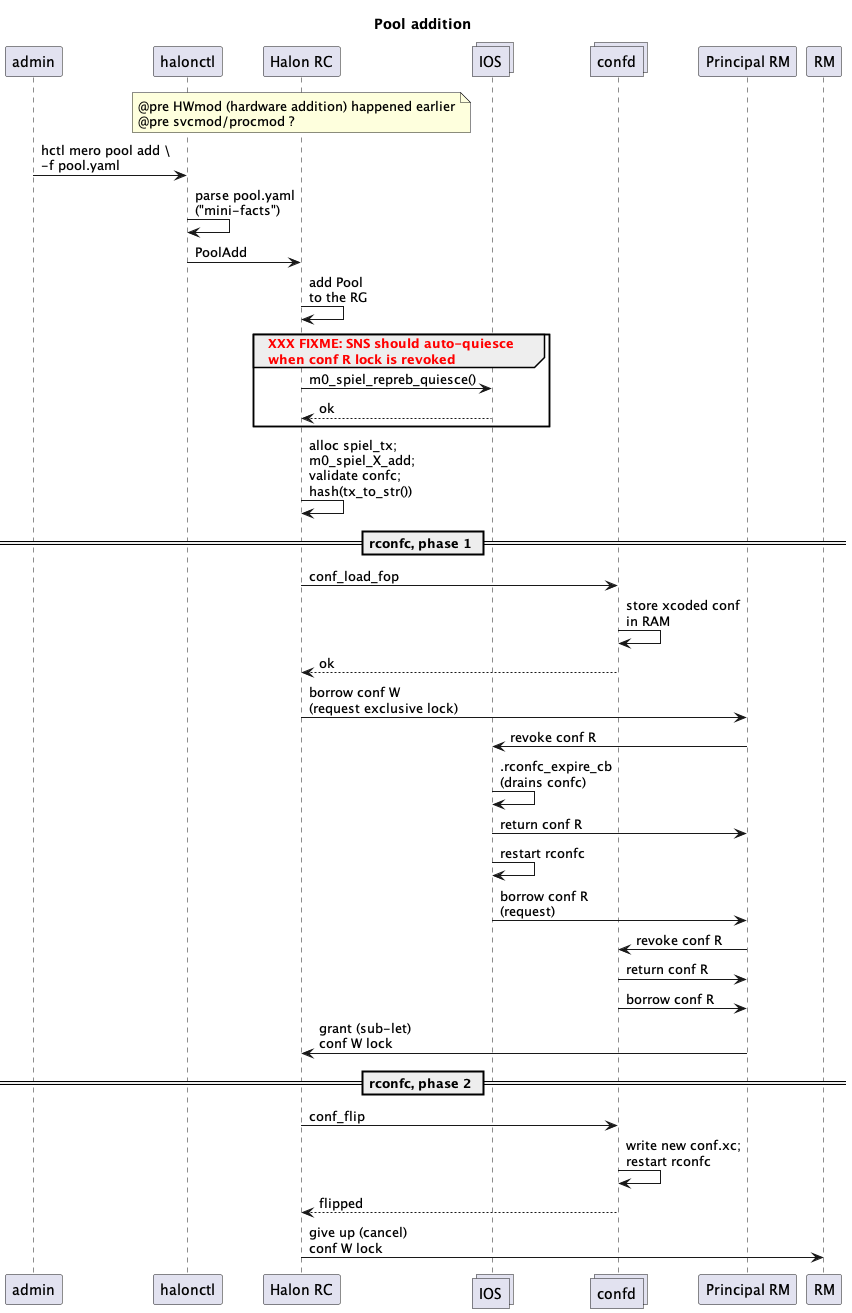 Pool addition
admin
halonctl
Halon RC
IOS
confd
Principal RM
RM
@pre HWmod (hardware addition) happened earlier
@pre svcmod/procmod ?
hctl mero pool add \
-f pool.yaml
parse pool.yaml
("mini-facts")
PoolAdd
add Pool
to the RG
XXX FIXME: SNS should auto-quiesce
when conf R lock is revoked
m0_spiel_repreb_quiesce()
ok
alloc spiel_tx;
m0_spiel_X_add;
validate confc;
hash(tx_to_str())
rconfc, phase 1
conf_load_fop
store xcoded conf
in RAM
ok
borrow conf W
(request exclusive lock)
revoke conf R
.rconfc_expire_cb
(drains confc)
return conf R
restart rconfc
borrow conf R
(request)
revoke conf R
return conf R
borrow conf R
grant (sub-let)
conf W lock
rconfc, phase 2
conf_flip
write new conf.xc;
restart rconfc
flipped
give up (cancel)
conf W lock
admin
halonctl
Halon RC
IOS
confd
Principal RM
RM